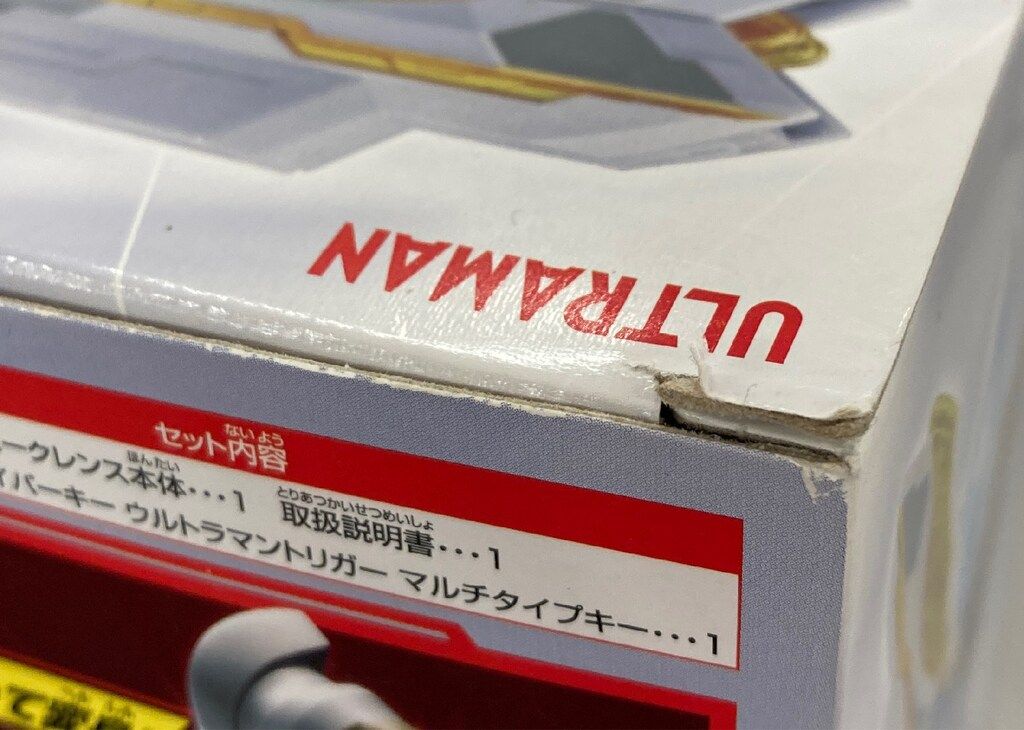 ULTRAMAN
ないよう
セット内容
ほんたい
ークレンス本体・・・1
とりあつかいせつめいしょ
取扱説明書・・・1
イパーキー ウルトラマントリガー マルチタイプキー・・・1